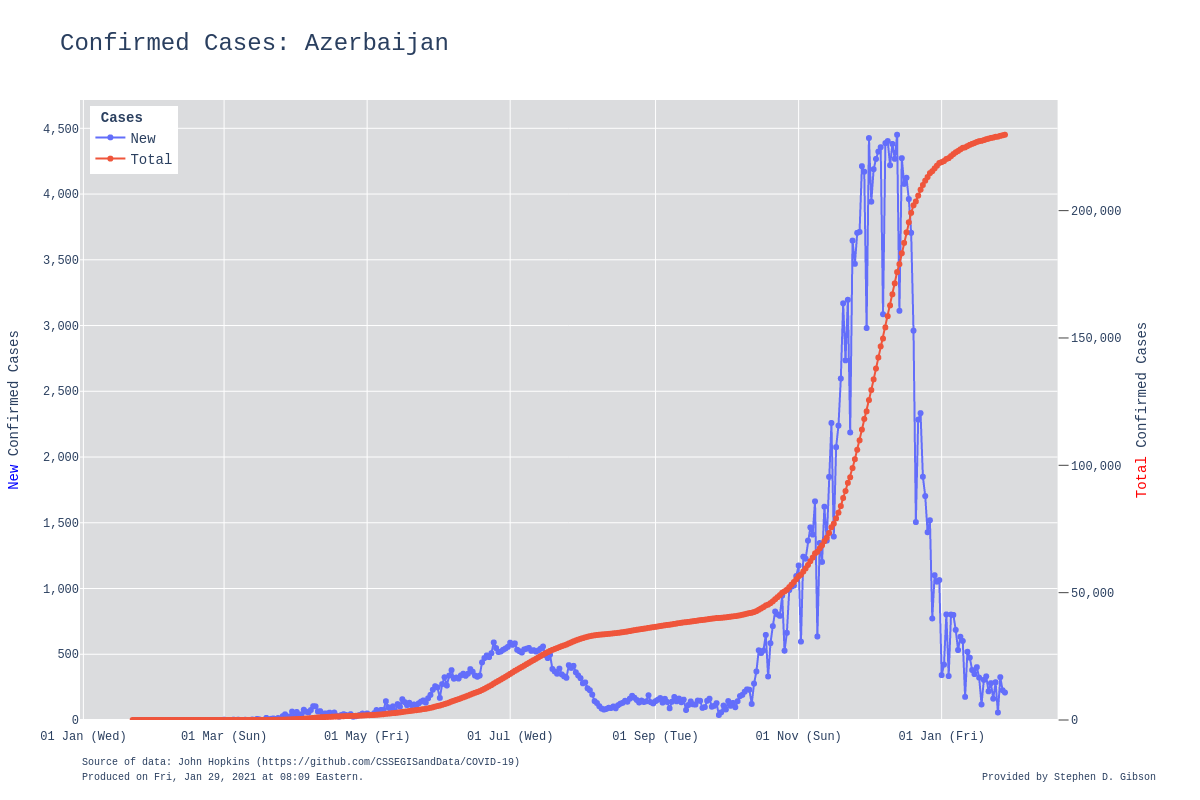 Confirmed Cases: Azerbaijan
Cases
New
Total
4,500
4,000
3,500
3,000
2,500
2,000
1,500
1,000
500
0
200,000
150,000
100,000
50,000
0
New Confirmed Cases
Total Confirmed Cases
01 Jan (Wed)
01 Mar (Sun)
01 May (Fri)
01 Jul (Wed)
01 Sep (Tue)
01 Nov (Sun)
01 Jan (Fri)
Source of data: John Hopkins (https://github.com/CSSEGISandData/COVID-19)
Produced on Fri, Jan 29, 2021 at 08:09 Eastern.
Provided by Stephen D. Gibson